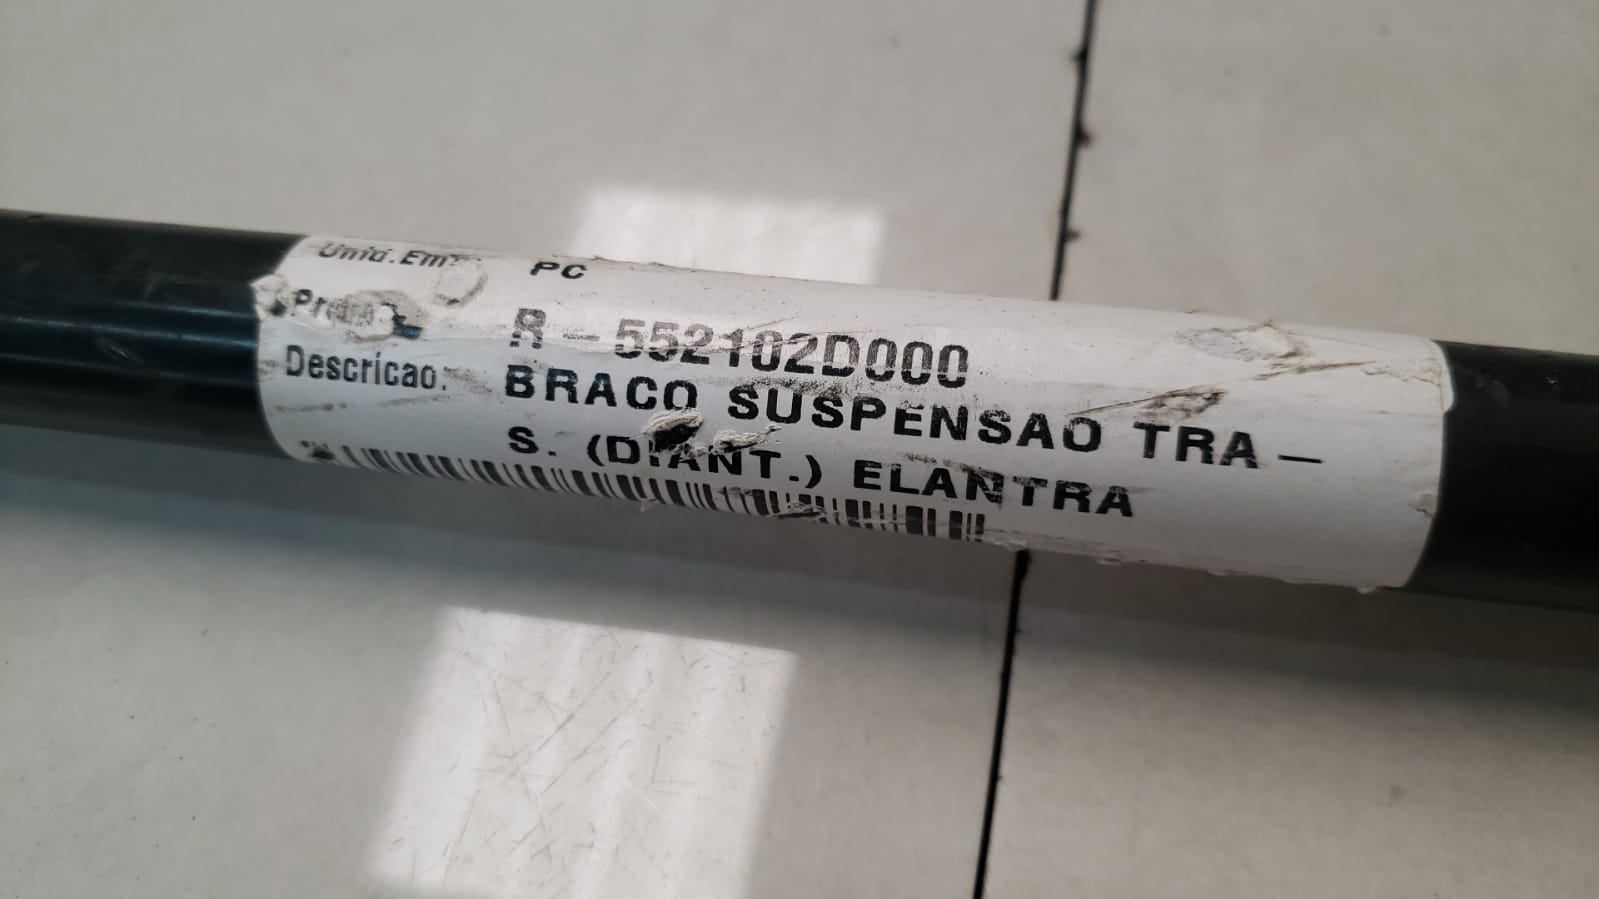 PC
R-552102D000
Descricao: BRACO SUSPENSAO TRA-
S. (DIANT.) ELANTRA